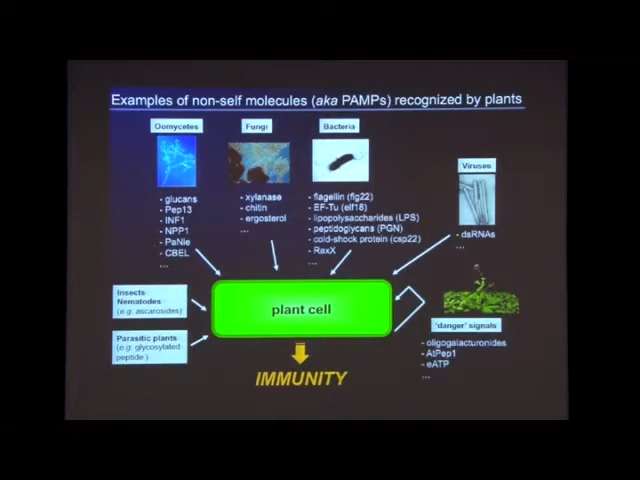 Examples of non-self molecules (aka PAMPs) recognized by plants
Oomycetes
- glucans
- Pep13
- INF1
- NPP1
- PaNie
- CBEL
...
Fungi
- xylanase
- chitin
- ergosterol
...
Bacteria
- flagellin (flg22)
- EF-Tu (elf18)
- lipopolysaccharides (LPS)
- peptidoglycans (PGN)
- cold-shock protein (csp22)
- RaxX
...
Viruses
- dsRNAs
...
Insects
Nematodes
(e.g. ascarosides)
Parasitic plants
(e.g. glycosylated
peptide )
plant cell
'danger' signals
- oligogalacturonides
- AtPep1
- eATP
...
IMMUNITY